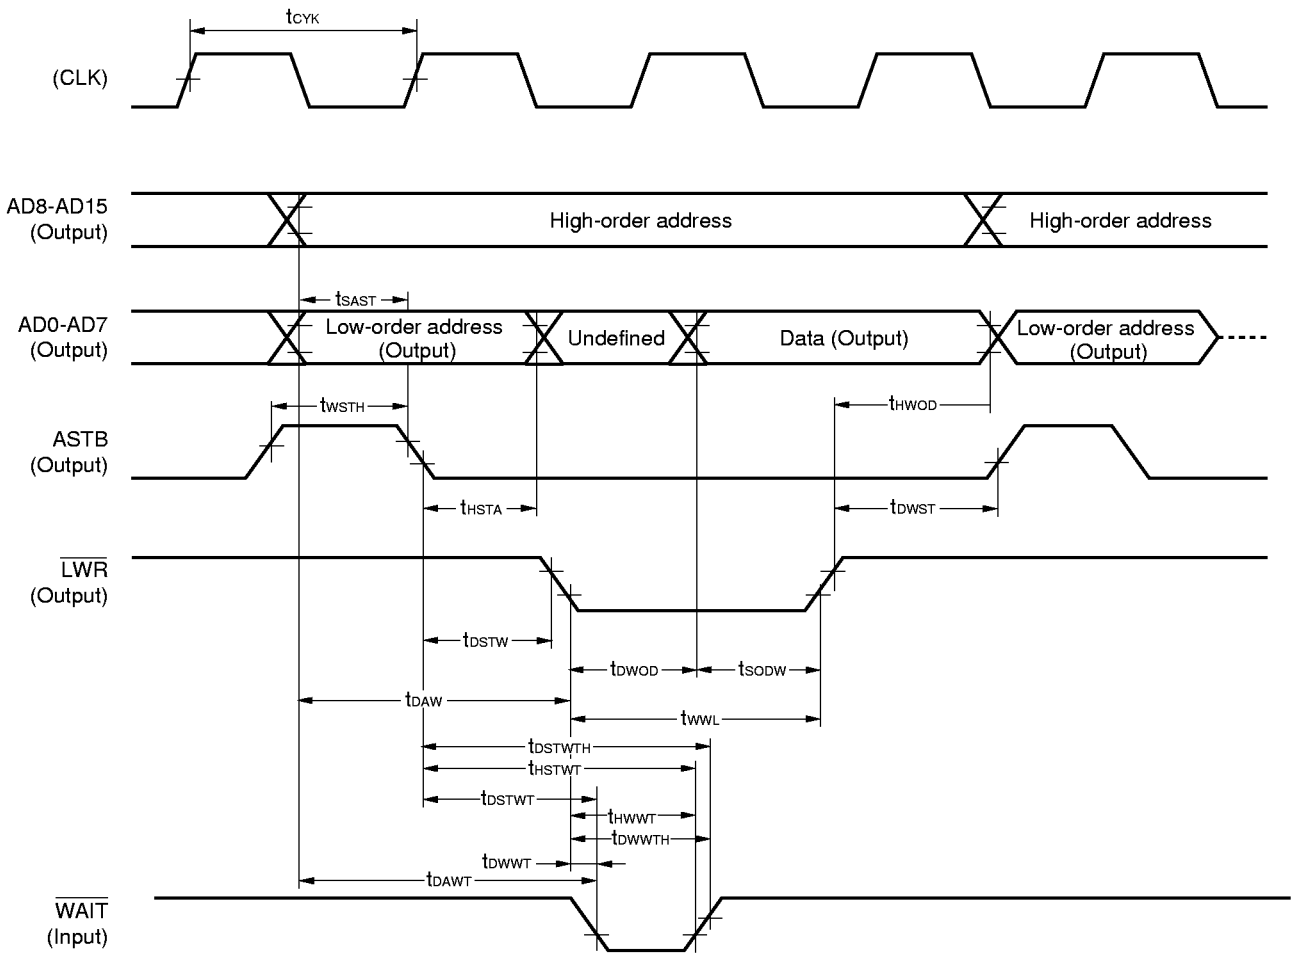 tCYK
(CLK)
AD8-AD15
(Output)
High-order address
High-order address
tSAST
AD0-AD7
(Output)
Low-order address
(Output)
Undefined
Data (Output)
Low-order address
(Output)
tWSTH
tHWOD
ASTB
(Output)
tHSTA
tDWST
LWR
(Output)
tDSTW
tDWOD
tSODW
tDAW
tWWL
tDSTWTH
tHSTWT
tDSTWT
tHWWT
tDWWTH
tDWWT
tDAWT
WAIT
(Input)